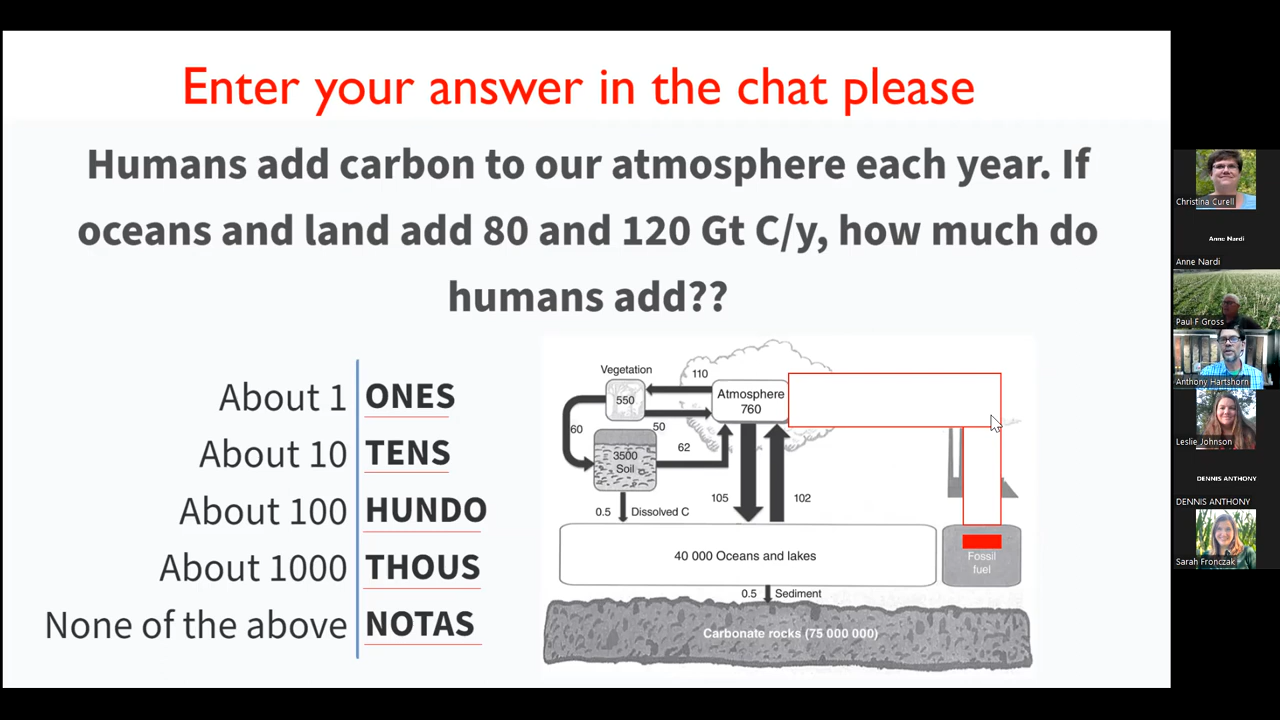 Enter your answer in the chat please
Humans add carbon to our atmosphere each year. If
oceans and land add 80 and 120 Gt C/y, how much do
humans add??
About 1 ONES
About 10 TENS
About 100 HUNDO
About 1000 THOUS
None of the above NOTAS
Vegetation
550
110
Atmosphere
760
60
50
3500
Soil
62
105
102
0.5 Dissolved C
40 000 Oceans and lakes
Fossil
fuel
0.5 Sediment
Carbonate rocks (75 000 000)
Christina Curell
Anne Nardi
Anne Nardi
Paul F Gross
Anthony Hartshorn
Leslie Johnson
DENNIS ANTHONY
DENNIS ANTHONY
Sarah Fronczak